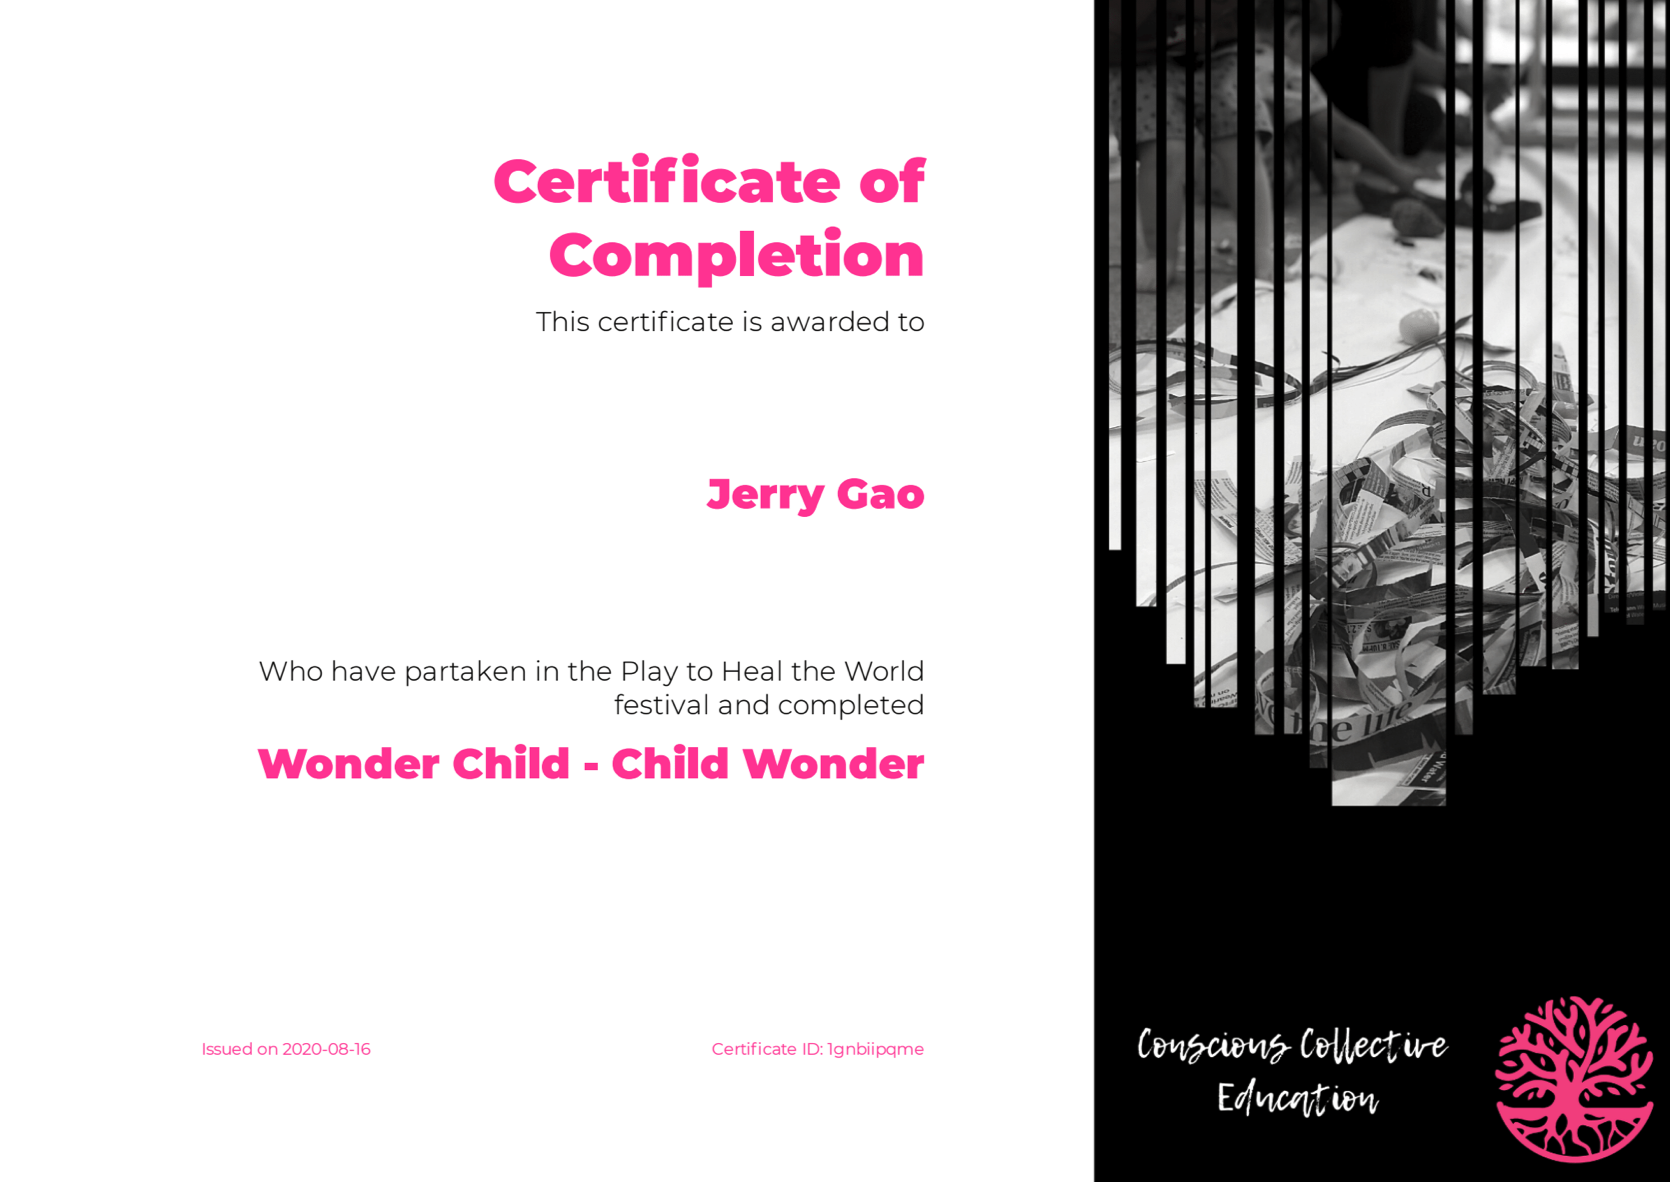 Certificate of
Completion
This certificate is awarded to
Jerry Gao
Who have partaken in the Play to Heal the World
festival and completed
Wonder Child - Child Wonder
Issued on 2020-08-16
Certificate ID: 1gnbiipqme
the life
Conscious Collective
Education